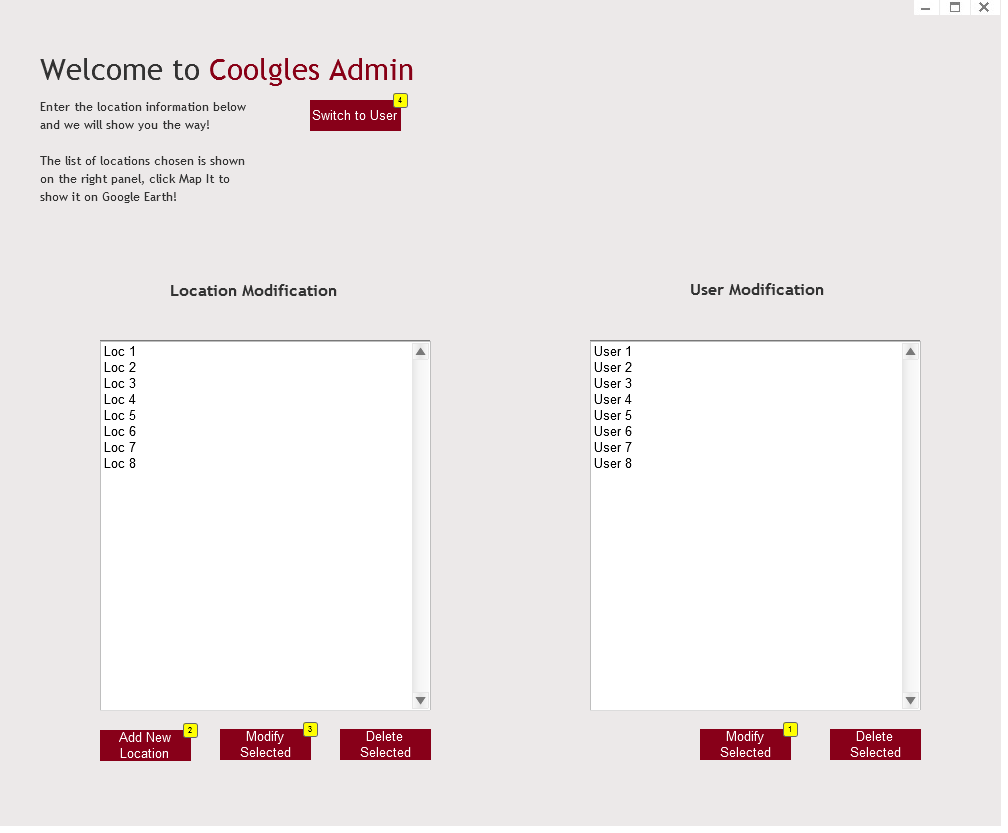 Welcome to Coolgles Admin
Enter the location information below
and we will show you the way!
4
Switch to User
The list of locations chosen is shown
on the right panel, click Map It to
show it on Google Earth!
Location Modification
Loc 1
Loc 2
Loc 3
Loc 4
Loc 5
Loc 6
Loc 7
Loc 8
2
Add New
Location
3
Modify
Selected
Delete
Selected
User Modification
User 1
User 2
User 3
User 4
User 5
User 6
User 7
User 8
1
Modify
Selected
Delete
Selected